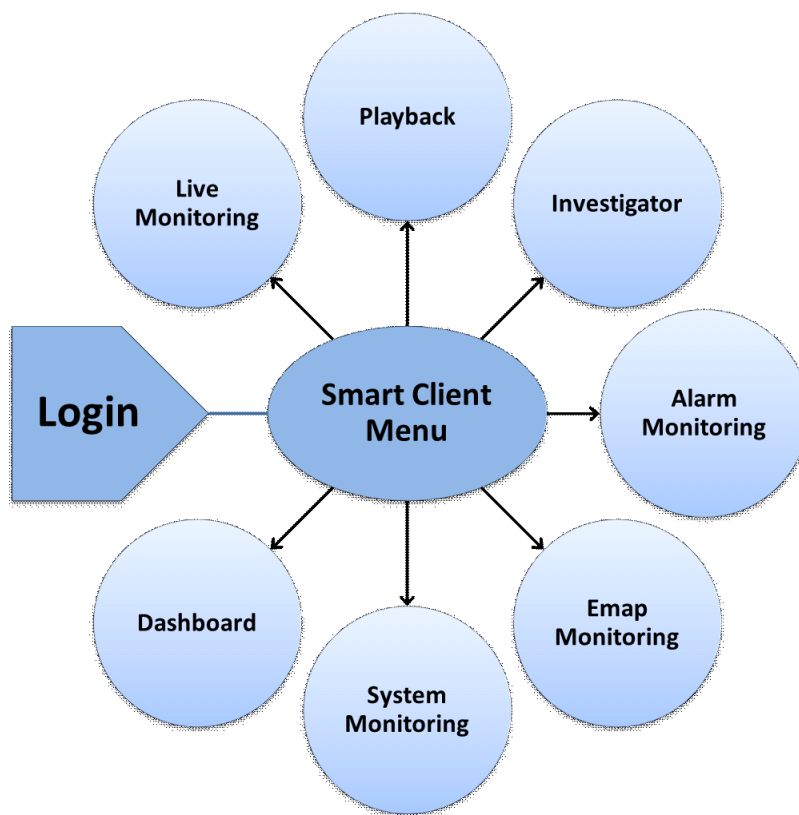 Playback
Live
Monitoring
Investigator
Login
Smart Client
Menu
Alarm
Monitoring
Dashboard
Emap
Monitoring
System
Monitoring